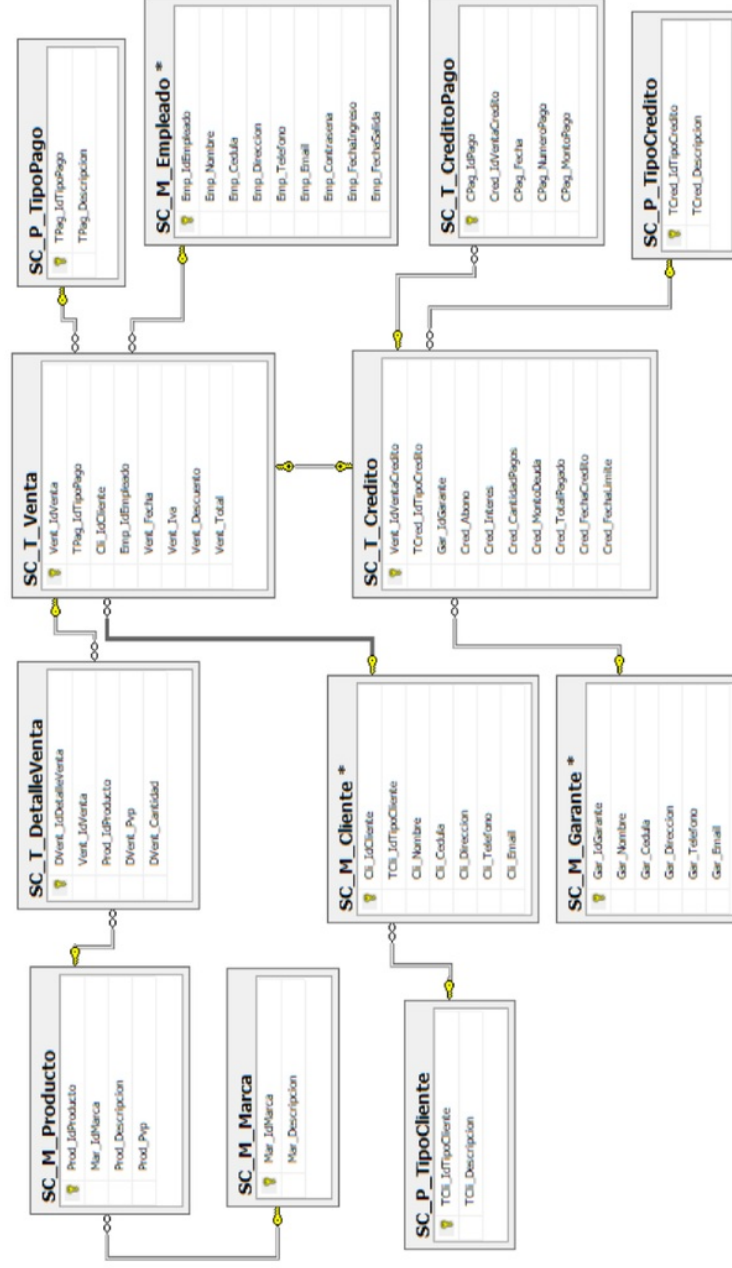 SC_M_Producto
Prod_IdProducto
Mar_IdMarca
Prod_Descripcion
Prod_Pvp
SC_T_DetalleVenta
DVent_IdDetalleVenta
Vent_IdVenta
Prod_IdProducto
DVent_Pvp
DVent_Cantidad
SC_T_Venta
Vent_IdVenta
TPag_IdTipoPago
Cli_IdCliente
Emp_IdEmpleado
Vent_Fecha
Vent_Iva
Vent_Descuento
Vent_Total
SC_P_TipoPago
TPag_IdTipoPago
TPag_Descripcion
SC_M_Empleado *
Emp_IdEmpleado
Emp_Nombre
Emp_Cedula
Emp_Direccion
Emp_Telefono
Emp_Email
Emp_Contrasena
Emp_FechaIngreso
Emp_FechaSalida
SC_M_Marca
Mar_IdMarca
Mar_Descripcion
SC_M_Cliente *
Cli_IdCliente
TCli_IdTipoCliente
Cli_Nombre
Cli_Cedula
Cli_Direccion
Cli_Telefono
Cli_Email
SC_T_Credito
Vent_IdVentaCredito
TCred_IdTipoCredito
Gar_IdGarante
Cred_Abono
Cred_Interes
Cred_CantidadPagos
Cred_MontoDeuda
Cred_TotalPagado
Cred_FechaCredito
Cred_FechaLimite
SC_T_CreditoPago
CPag_IdPago
Cred_IdVentaCredito
CPag_Fecha
CPag_NumeroPago
CPag_MontoPago
SC_P_TipoCliente
TCli_IdTipoCliente
TCli_Descripcion
SC_M_Garante *
Gar_IdGarante
Gar_Nombre
Gar_Cedula
Gar_Direccion
Gar_Telefono
Gar_Email
SC_P_TipoCredito
TCred_IdTipoCredito
TCred_Descripcion